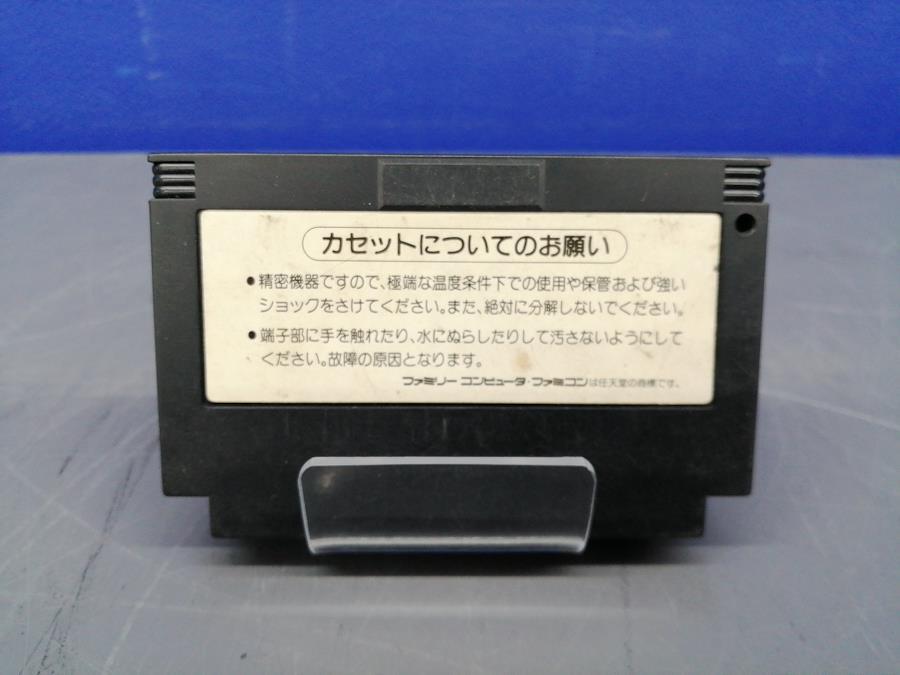 カセットについてのお願い
●精密機器ですので、極端な温度条件下での使用や保管および強い
ショックをさけてください。また、絶対に分解しないでください。
●端子部に手を触れたり、水にぬらしたりして汚さないようにして
ください。故障の原因となります。
ファミリーコンピュータ・ファミコンは任天堂の商標です。